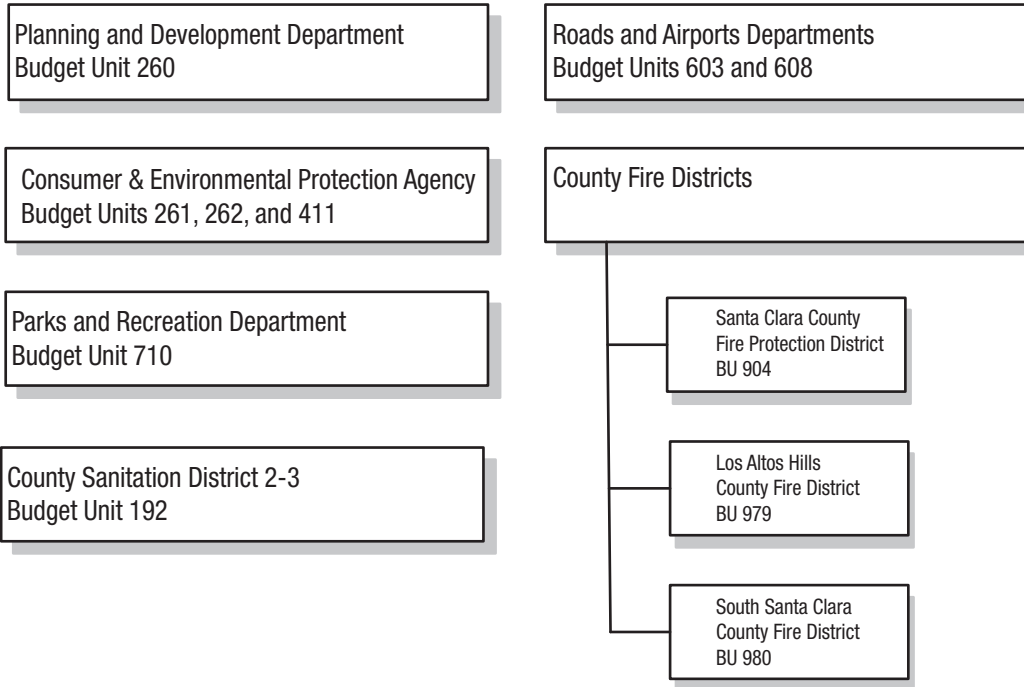 Planning and Development Department
Budget Unit 260
Roads and Airports Departments
Budget Units 603 and 608
Consumer & Environmental Protection Agency
Budget Units 261, 262, and 411
County Fire Districts
Parks and Recreation Department
Budget Unit 710
Santa Clara County
Fire Protection District
BU 904
County Sanitation District 2-3
Budget Unit 192
Los Altos Hills
County Fire District
BU 979
South Santa Clara
County Fire District
BU 980